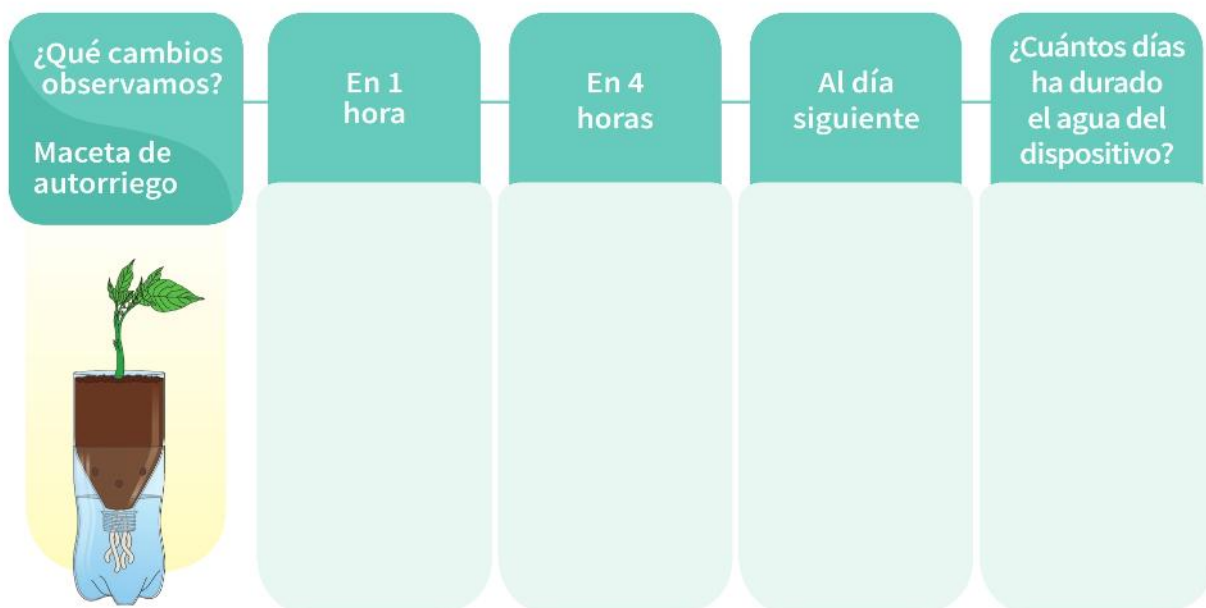 ¿Qué cambios
observamos?
Maceta de
autorriego
En 1
hora
En 4
horas
Al día
siguiente
¿Cuántos días
ha durado
el agua del
dispositivo?